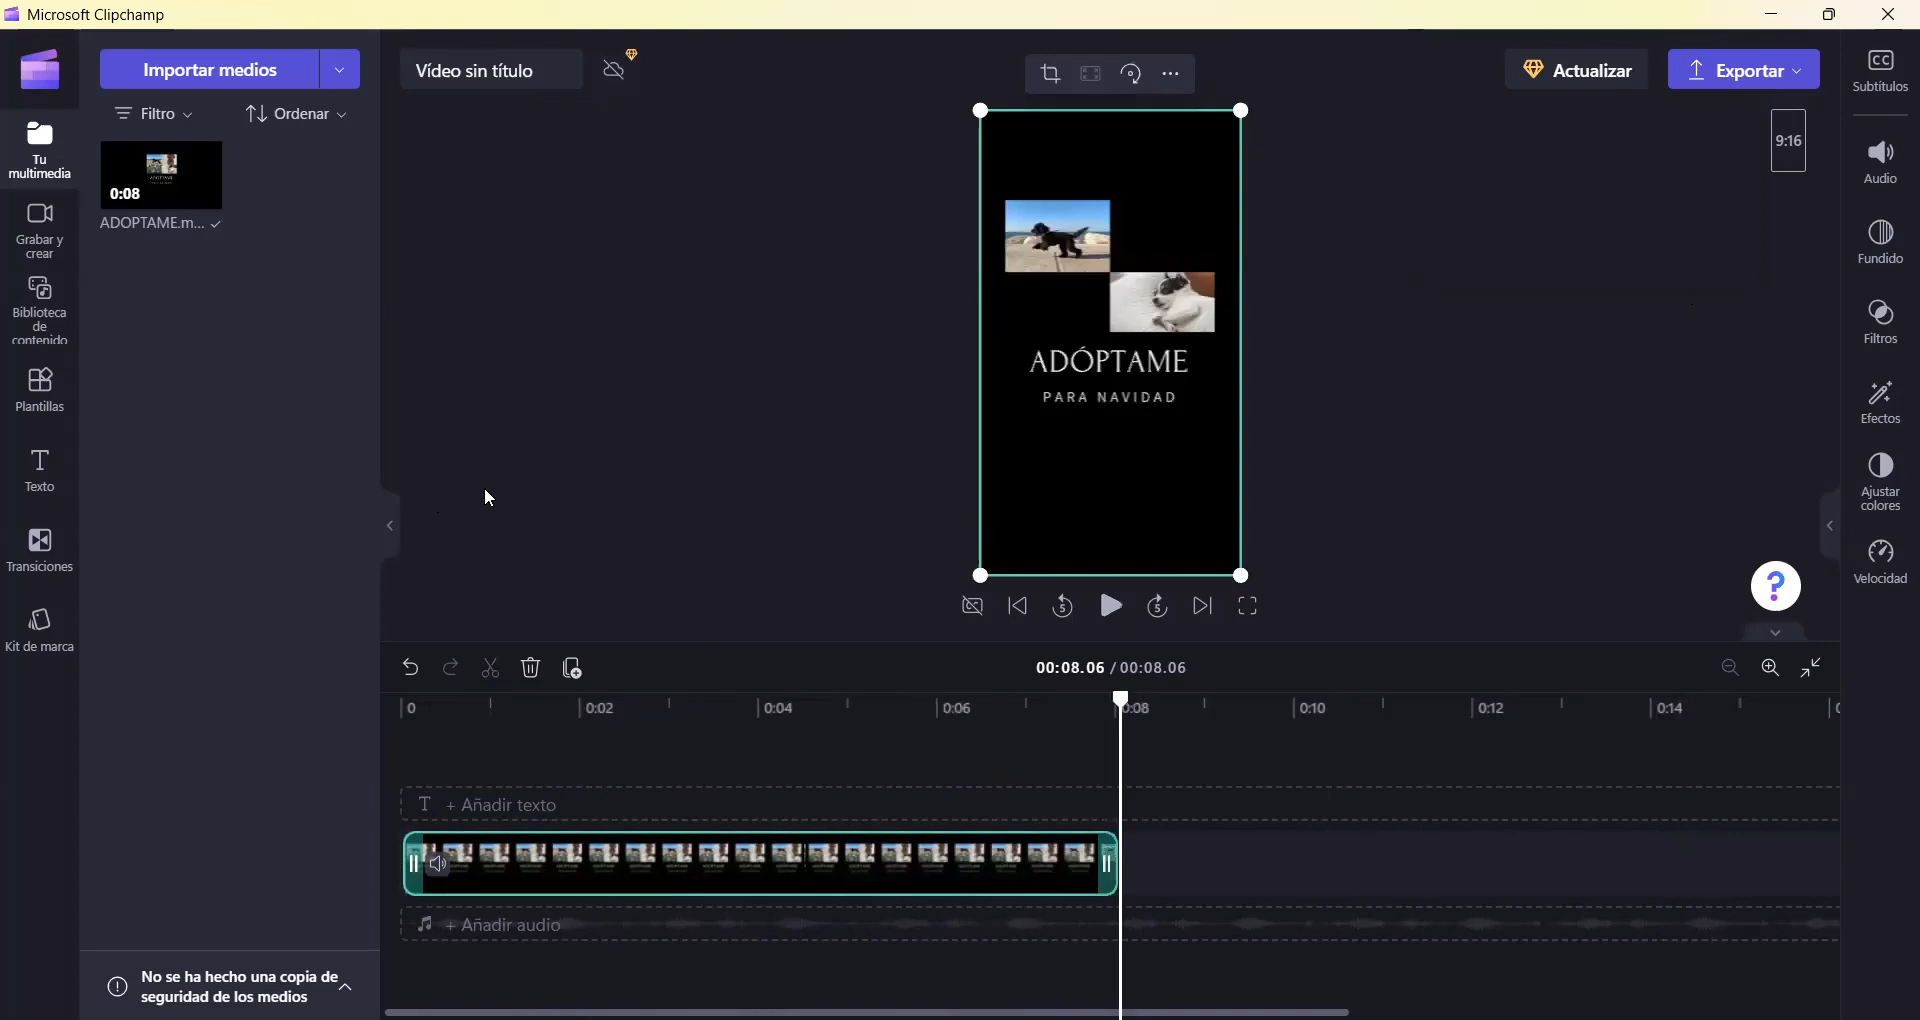 Microsoft Clipchamp
Importar medios
Vídeo sin título
Actualizar
Exportar
CC
Subtítulos
Filtro
Ordenar
9:16
Tu
multimedia
0:08
ADOPTAME.m...
Audio
Grabar y
crear
Fundido
Biblioteca
de
contenido
Filtros
ADÓPTAME
PARA NAVIDAD
Plantillas
Efectos
T
Texto
Ajustar
colores
Transiciones
Velocidad
?
CC
5
5
Kit de marca
00:08.06 / 00:08.06
0
0:02
0:04
0:06
0:08
0:10
0:12
0:14
T + Añadir texto
+ Añadir audio
No se ha hecho una copia de
seguridad de los medios